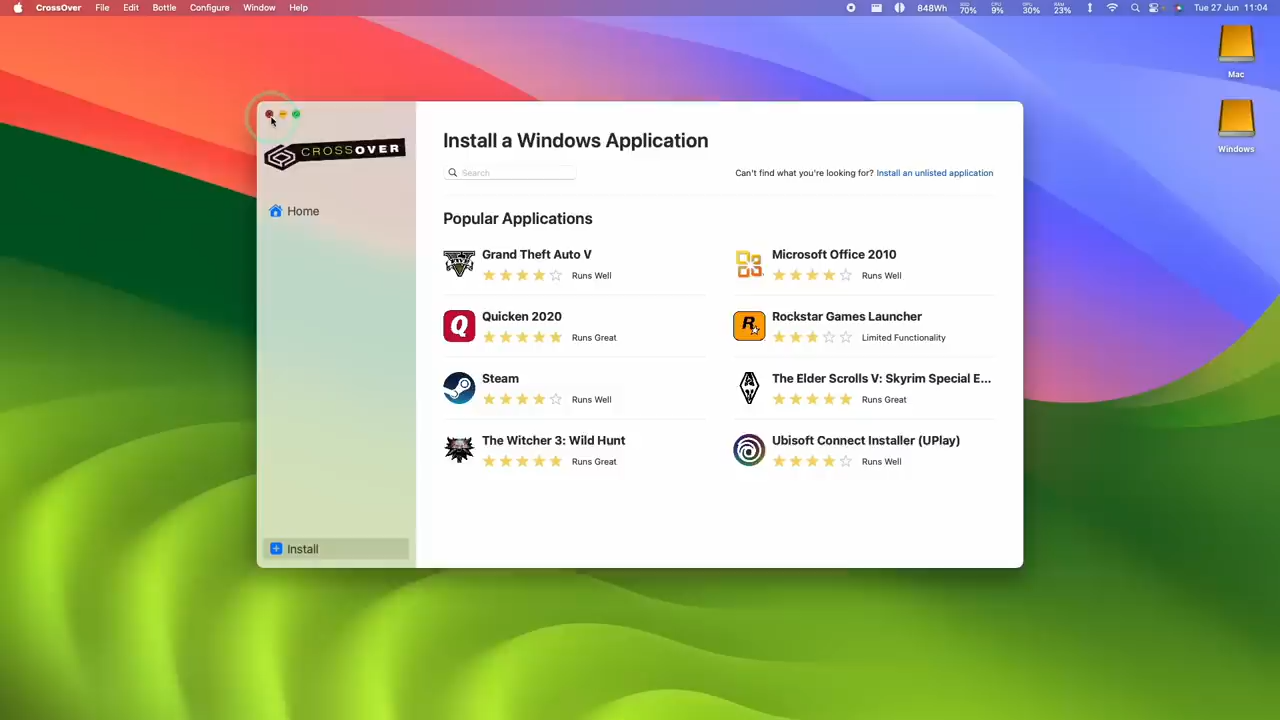 CrossOver File Edit Bottle Configure Window Help
848Wh 70% CPU 9% 30% RAM 23% Tue 27 Jun 11:04
Mac
Windows
CROSSOVER
Home
Install
Install a Windows Application
Search
Can't find what you're looking for? Install an unlisted application
Popular Applications
Grand Theft Auto V
Runs Well
Microsoft Office 2010
Runs Well
Quicken 2020
Runs Great
Rockstar Games Launcher
Limited Functionality
Steam
Runs Well
The Elder Scrolls V: Skyrim Special E...
Runs Great
The Witcher 3: Wild Hunt
Runs Great
Ubisoft Connect Installer (UPlay)
Runs Well